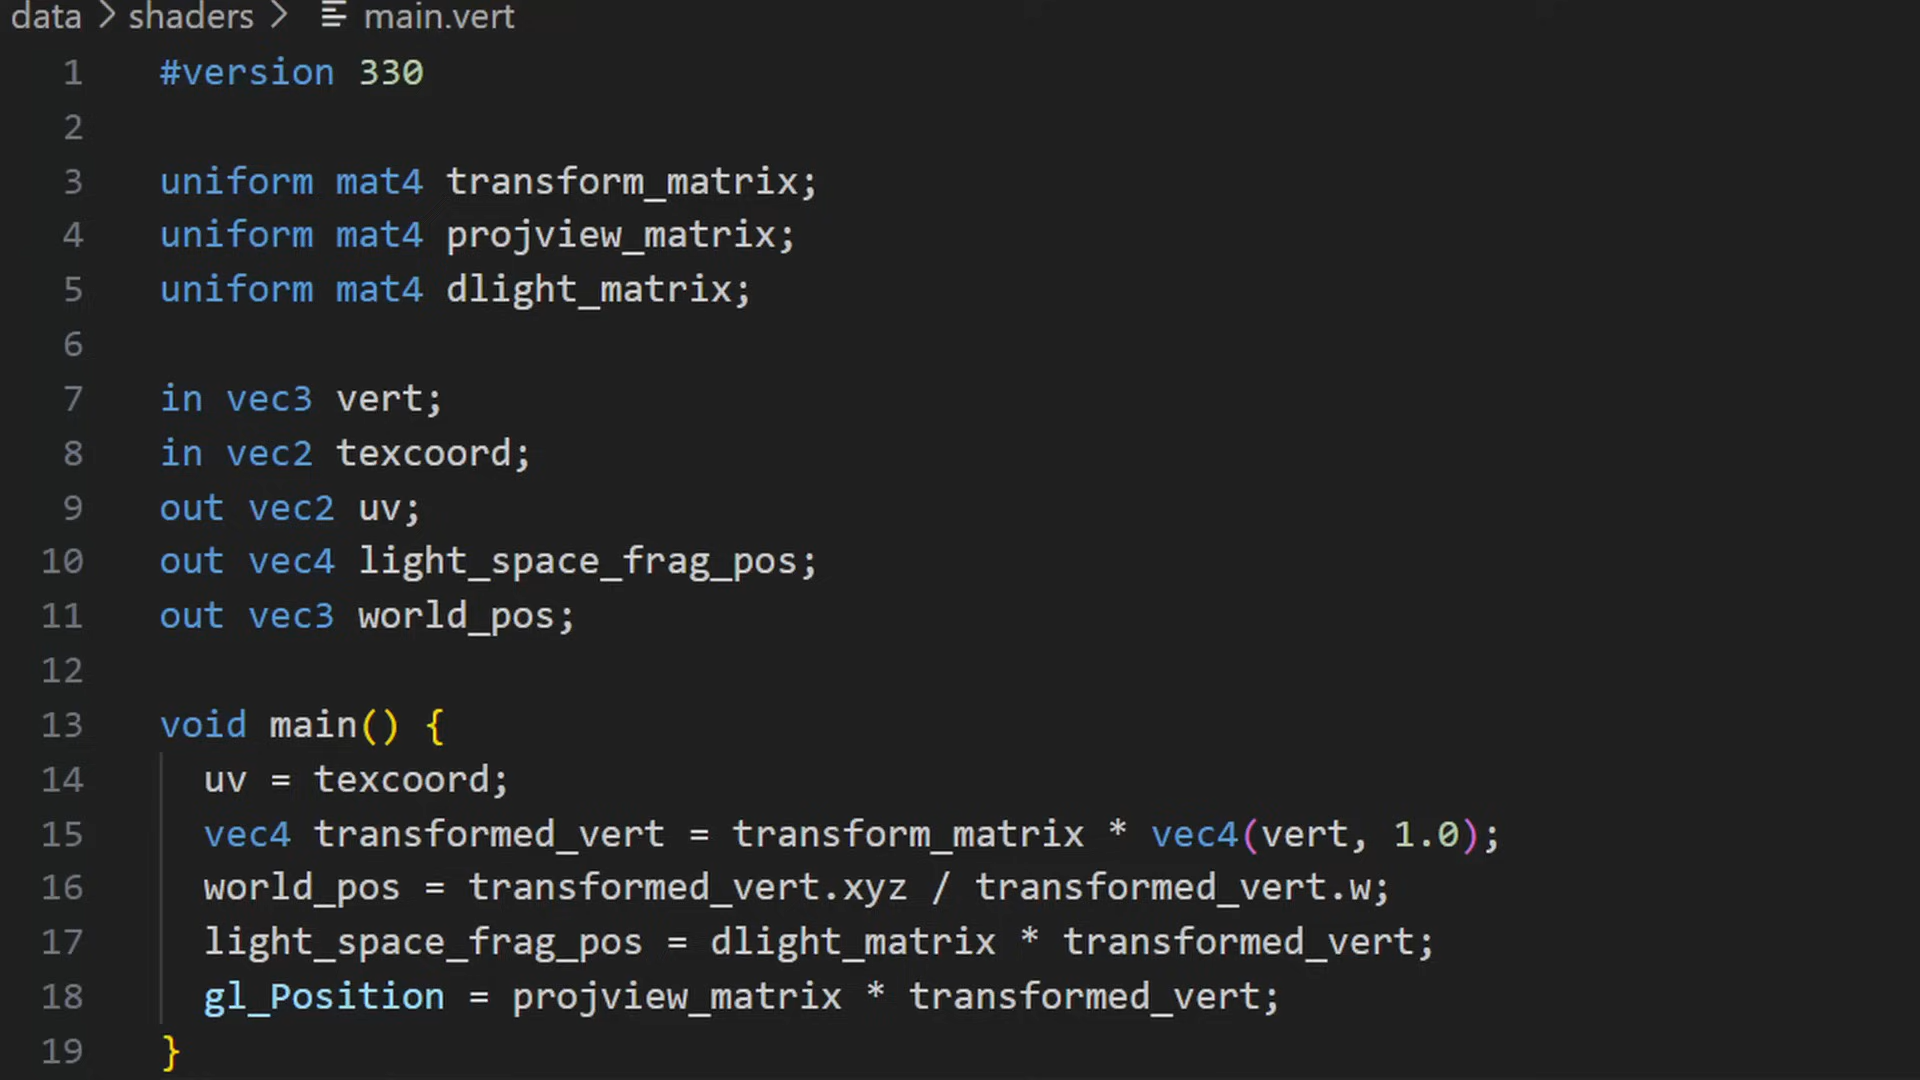 data > shaders > main.vert
1 #version 330
2
3 uniform mat4 transform_matrix;
4 uniform mat4 projview_matrix;
5 uniform mat4 dlight_matrix;
6
7 in vec3 vert;
8 in vec2 texcoord;
9 out vec2 uv;
10 out vec4 light_space_frag_pos;
11 out vec3 world_pos;
12
13 void main() {
14   uv = texcoord;
15   vec4 transformed_vert = transform_matrix * vec4(vert, 1.0);
16   world_pos = transformed_vert.xyz / transformed_vert.w;
17   light_space_frag_pos = dlight_matrix * transformed_vert;
18   gl_Position = projview_matrix * transformed_vert;
19 }